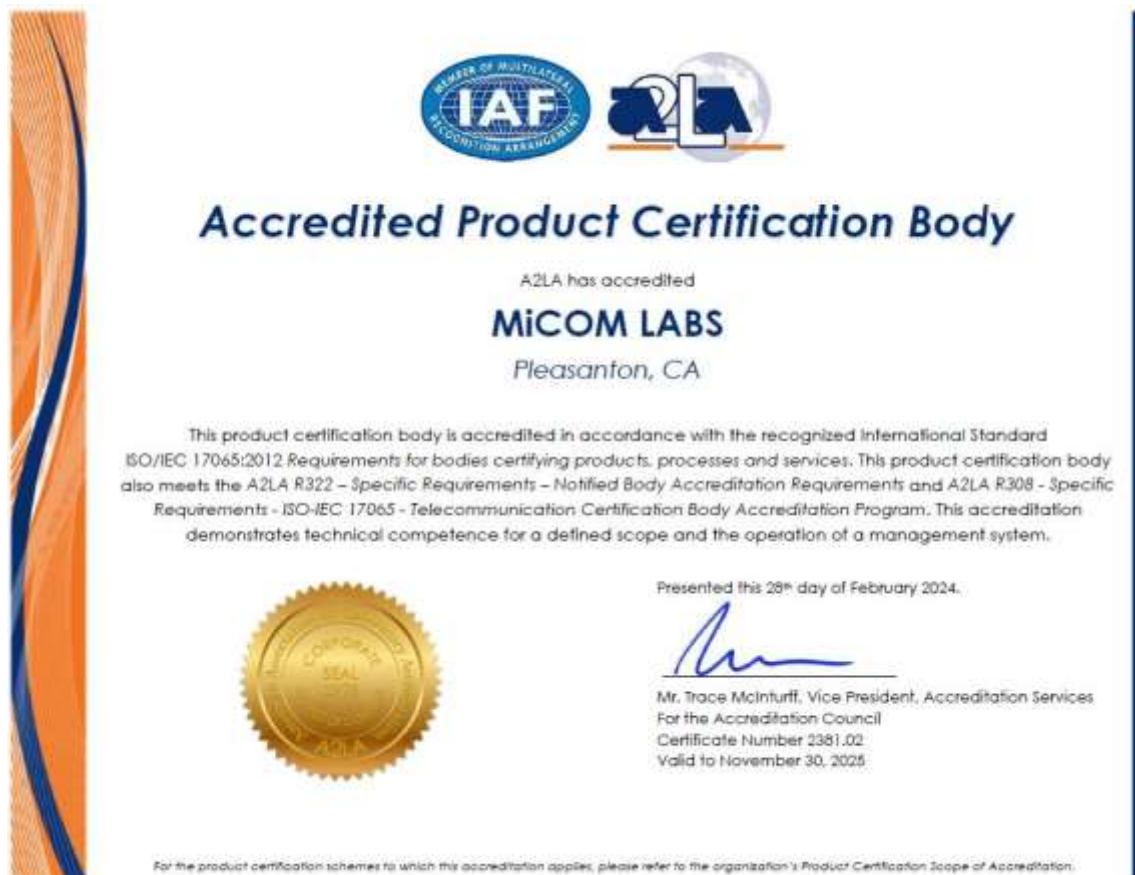 MEMBER OF MULTILATERAL
IAF
RECOGNITION ARRANGEMENT
a2La
Accredited Product Certification Body
A2LA has accredited
MiCOM LABS
Pleasanton, CA
This product certification body is accredited in accordance with the recognized International Standard
ISO/IEC 17065:2012 Requirements for bodies certifying products, processes and services. This product certification body
also meets the A2LA R322 – Specific Requirements – Notified Body Accreditation Requirements and A2LA R308 - Specific
Requirements - ISO-IEC 17065 - Telecommunication Certification Body Accreditation Program. This accreditation
demonstrates technical competence for a defined scope and the operation of a management system.
Presented this 28th day of February 2024.
Mr. Trace McInturff, Vice President, Accreditation Services
For the Accreditation Council
Certificate Number 2381.02
Valid to November 30, 2025
CORPORATE
SEAL
A2LA
For the product certification schemes to which this accreditation applies, please refer to the organization's Product Certification Scope of Accreditation.